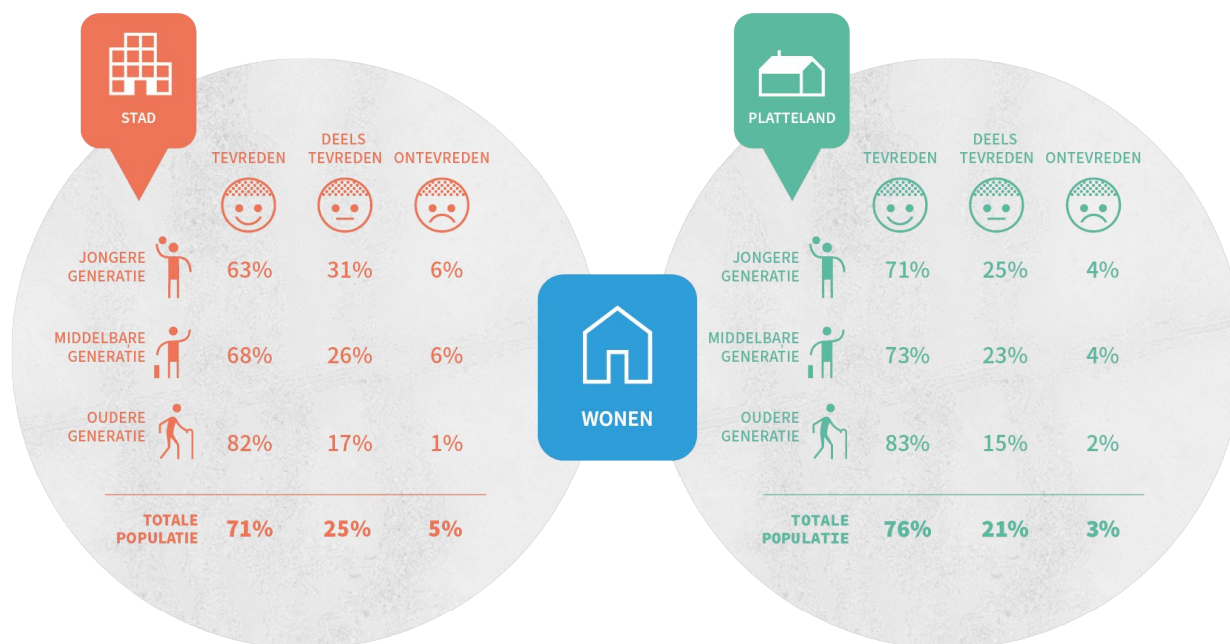 STAD
TEVREDEN
DEELS
TEVREDEN
ONTEVREDEN
JONGERE
GENERATIE
63% 31% 6%
MIDDELBARE
GENERATIE
68% 26% 6%
OUDERE
GENERATIE
82% 17% 1%
TOTALE
POPULATIE
71% 25% 5%
WONEN
PLATTELAND
TEVREDEN
DEELS
TEVREDEN
ONTEVREDEN
JONGERE
GENERATIE
71% 25% 4%
MIDDELBARE
GENERATIE
73% 23% 4%
OUDERE
GENERATIE
83% 15% 2%
TOTALE
POPULATIE
76% 21% 3%